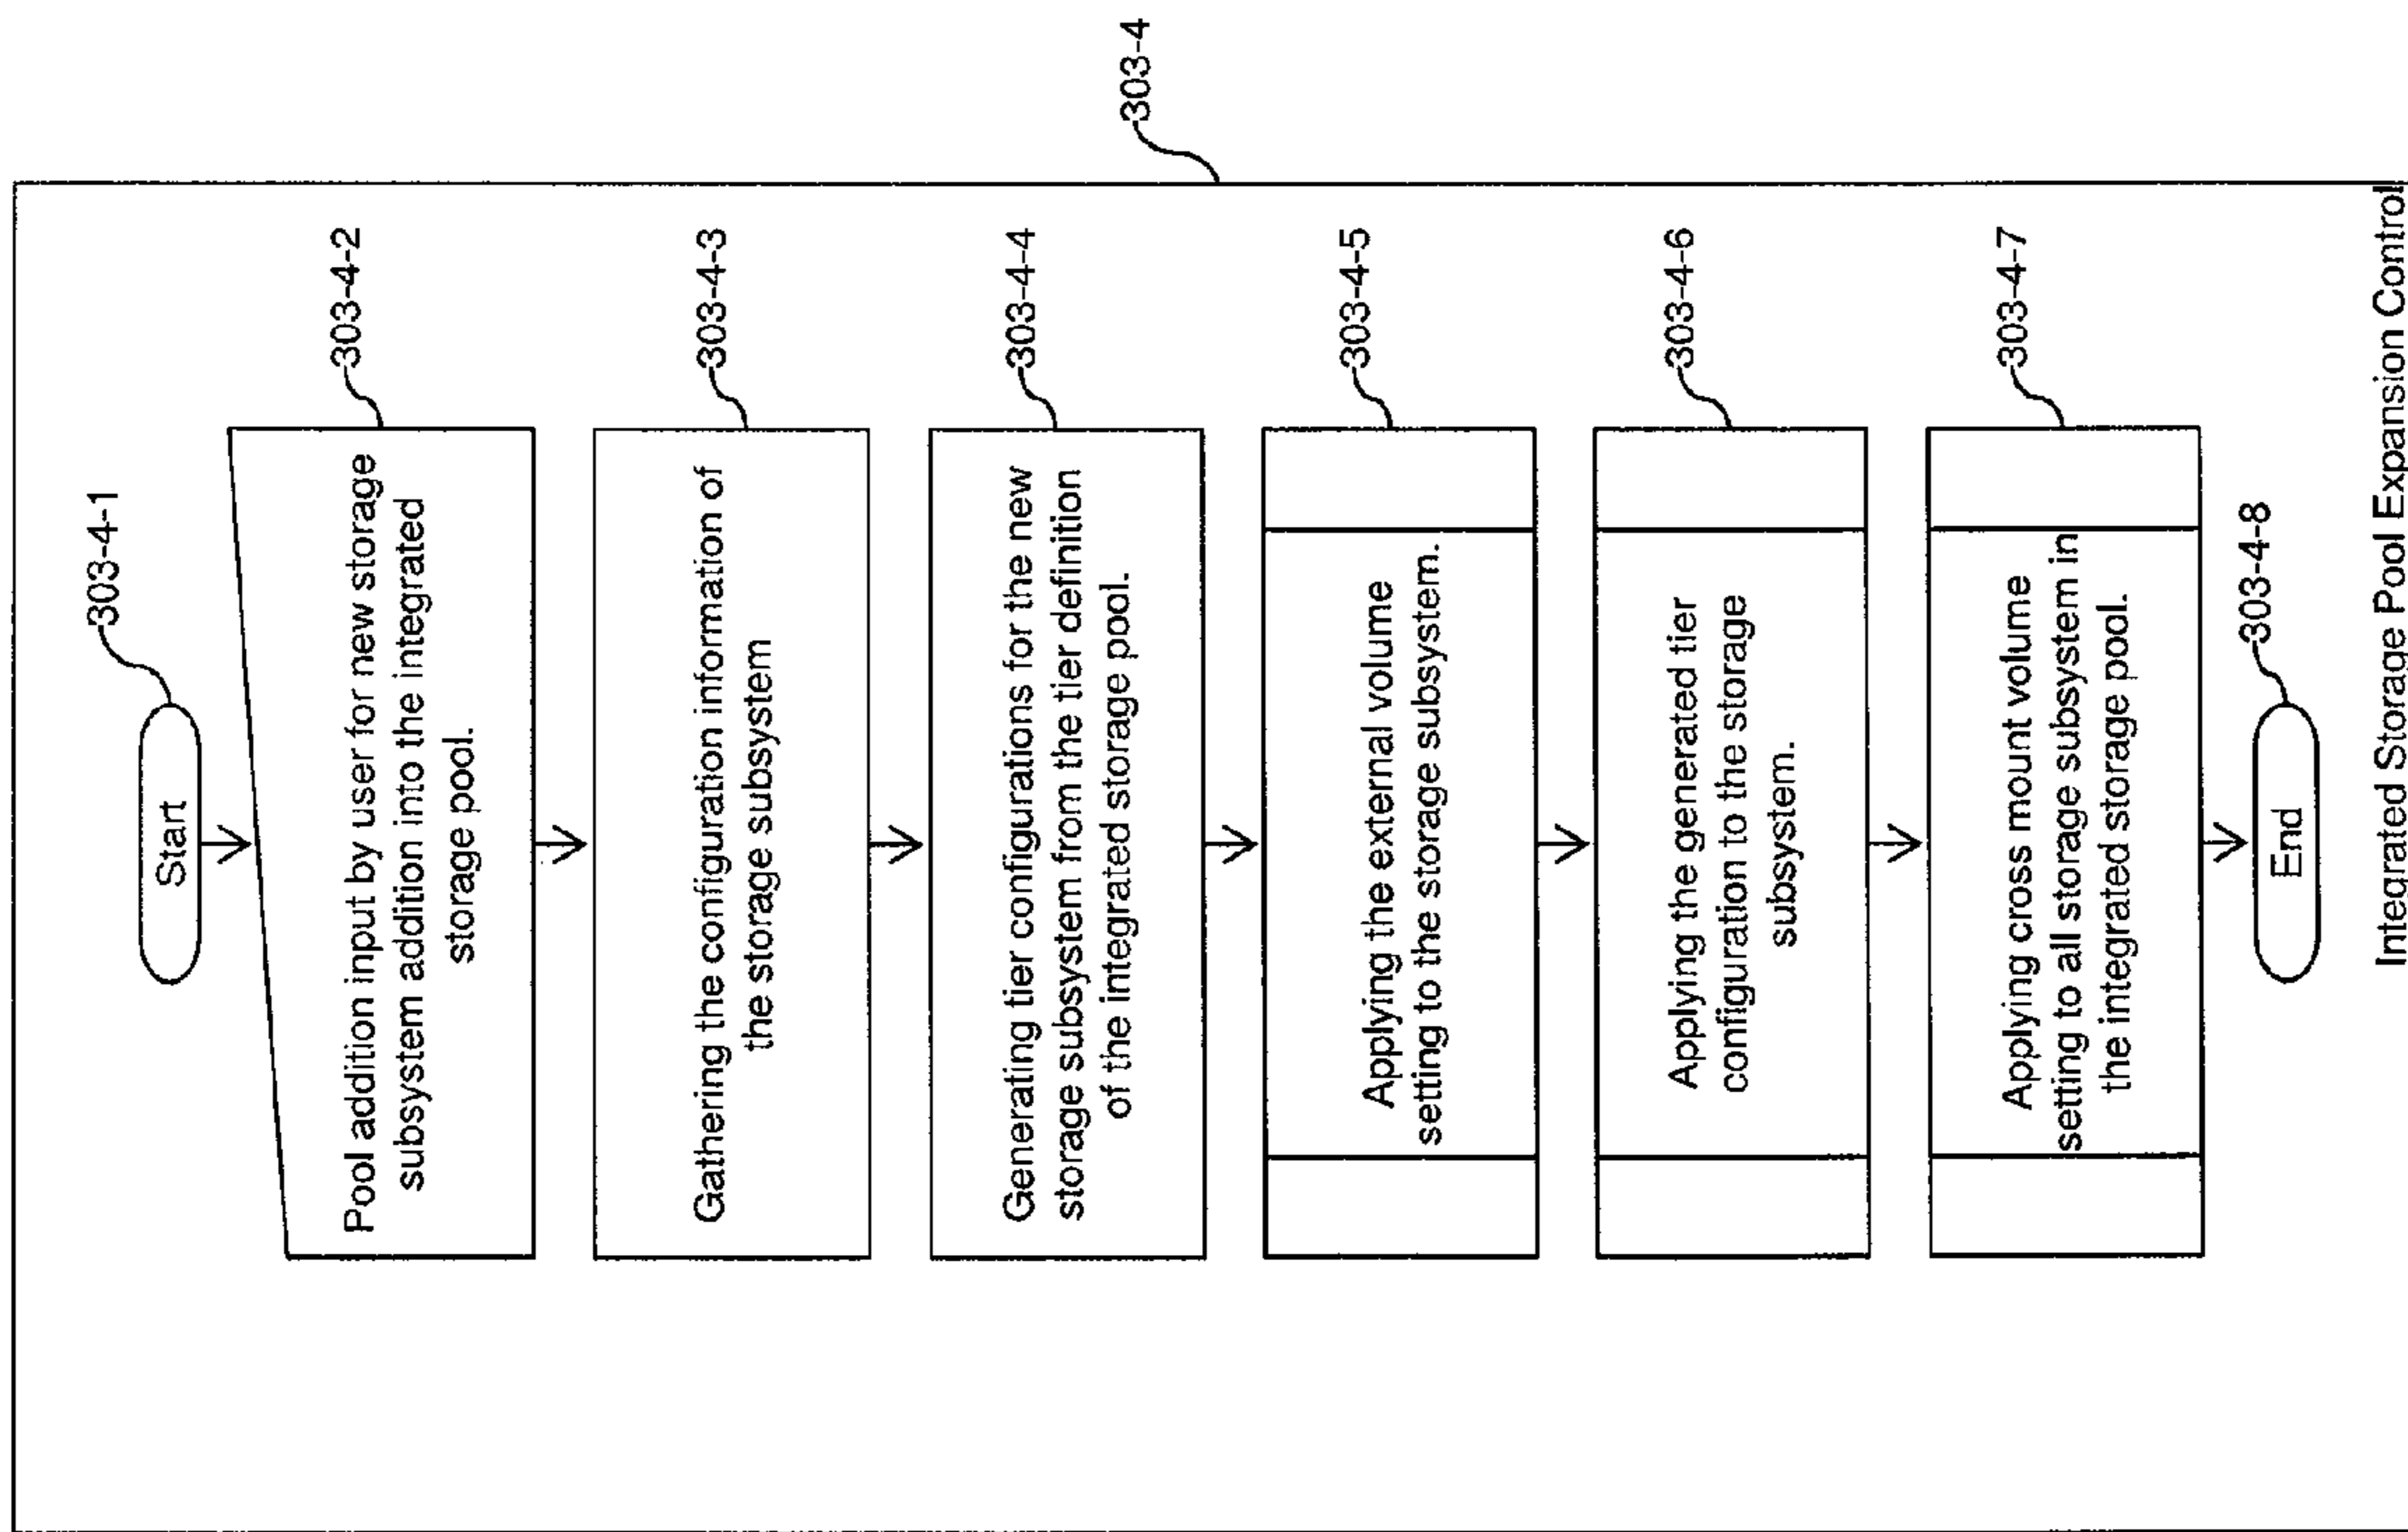 303-4
303-4-1
Start
303-4-2
Pool addition input by user for new storage
subsystem addition into the integrated
storage pool.
303-4-3
Gathering the configuration information of
the storage subsystem
303-4-4
Generating tier configurations for the new
storage subsystem from the tier definition
of the integrated storage pool.
303-4-5
Applying the external volume
setting to the storage subsystem.
303-4-6
Applying the generated tier
configuration to the storage
subsystem.
303-4-7
Applying cross mount volume
setting to all storage subsystem in
the integrated storage pool.
303-4-8
End
Integrated Storage Pool Expansion Control